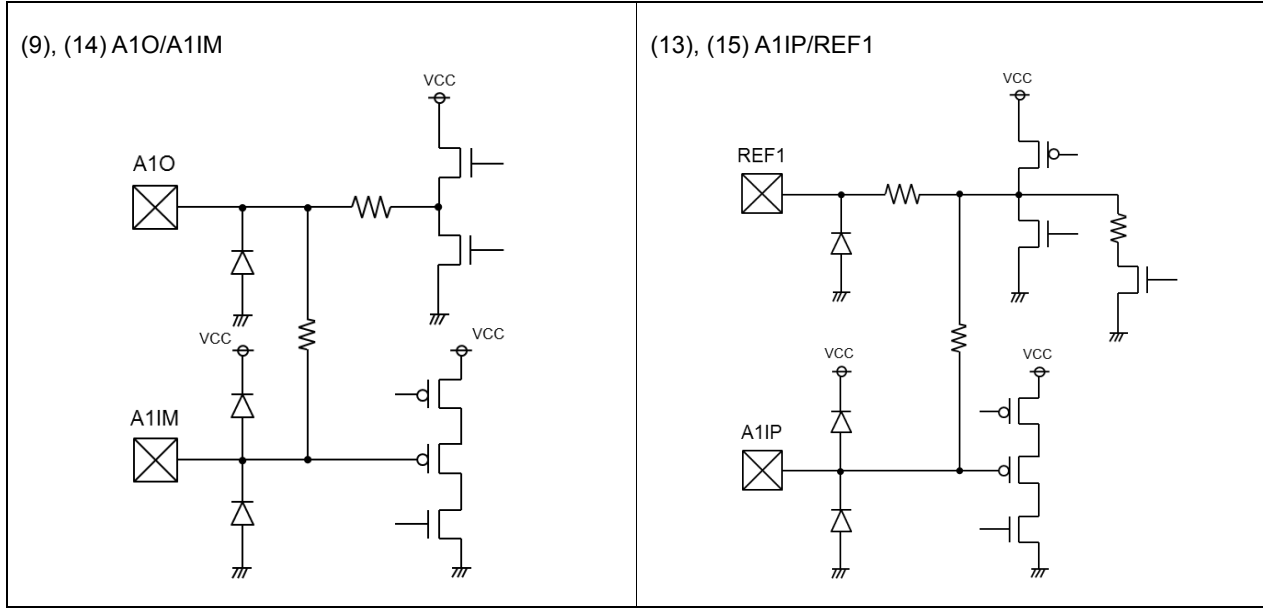 (9), (14) A1O/A1IM
VCC
A1O
VCC
VCC
A1IM
(13), (15) A1IP/REF1
VCC
REF1
VCC
VCC
A1IP